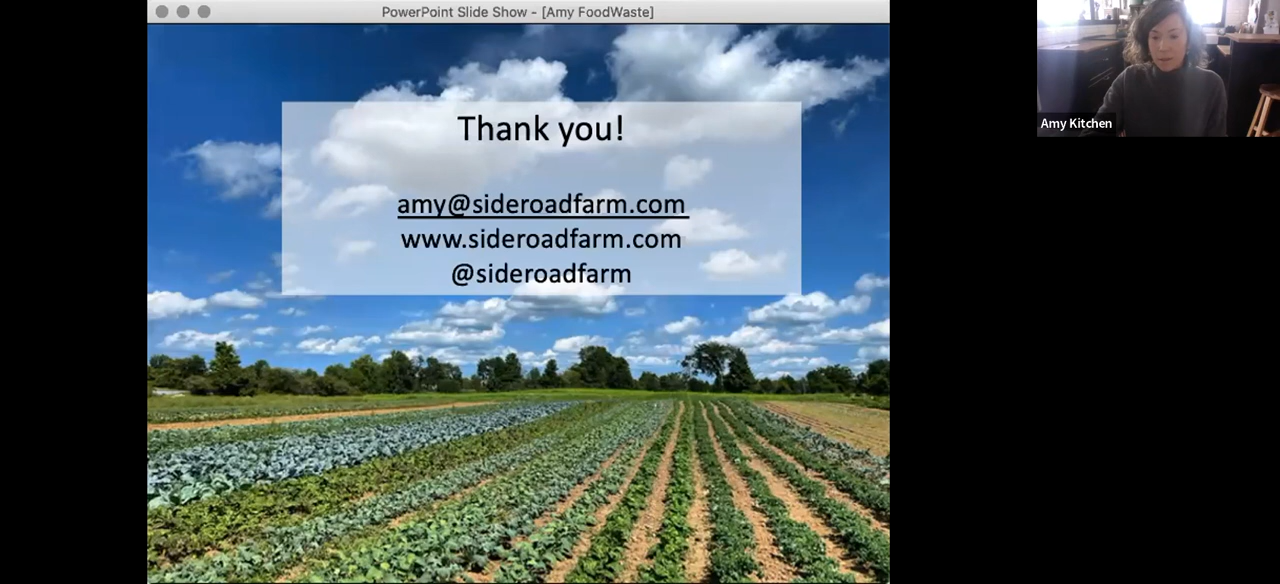 PowerPoint Slide Show - [Amy FoodWaste]
Thank you!
amy@sideroadfarm.com
www.sideroadfarm.com
@sideroadfarm
Amy Kitchen